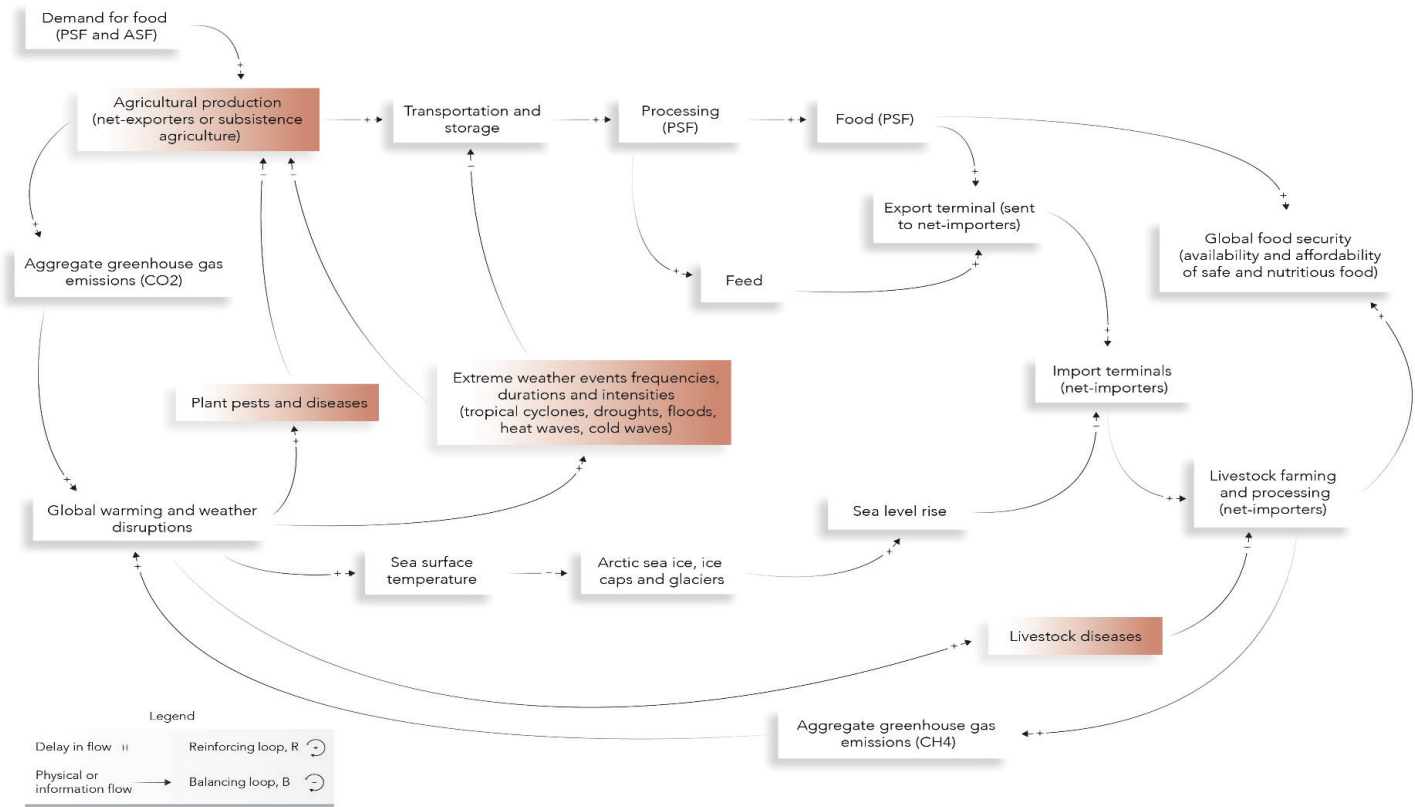 Demand for food
(PSF and ASF)
Agricultural production
(net-exporters or subsistence
agriculture)
Transportation and
storage
Processing
(PSF)
Food (PSF)
Export terminal (sent
to net-importers)
Global food security
(availability and affordability
of safe and nutritious food)
Aggregate greenhouse gas
emissions (CO2)
Feed
Import terminals
(net-importers)
Plant pests and diseases
Extreme weather events frequencies,
durations and intensities
(tropical cyclones, droughts, floods,
heat waves, cold waves)
Global warming and weather
disruptions
Sea level rise
Livestock farming
and processing
(net-importers)
Sea surface
temperature
Arctic sea ice, ice
caps and glaciers
Livestock diseases
Aggregate greenhouse gas
emissions (CH4)
Legend
Delay in flow
Reinforcing loop, R
Physical or
information flow
Balancing loop, B